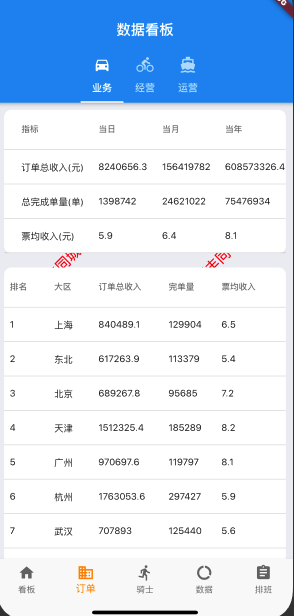 数据看板
业务 经营 运营
指标 当日 当月 当年
订单总收入(元) 8240656.3 156419782 608573326.4
总完成单量(单) 1398742 24621022 75476934
票均收入(元) 5.9 6.4 8.1
排名 大区 订单总收入 完单量 票均收入
1 上海 840489.1 129904 6.5
2 东北 617263.9 113379 5.4
3 北京 689267.8 95685 7.2
4 天津 1512325.4 185289 8.2
5 广州 970697.6 119797 8.1
6 杭州 1763053.6 297427 5.9
7 武汉 707893 125440 5.6
看板 订单 骑士 数据 排班